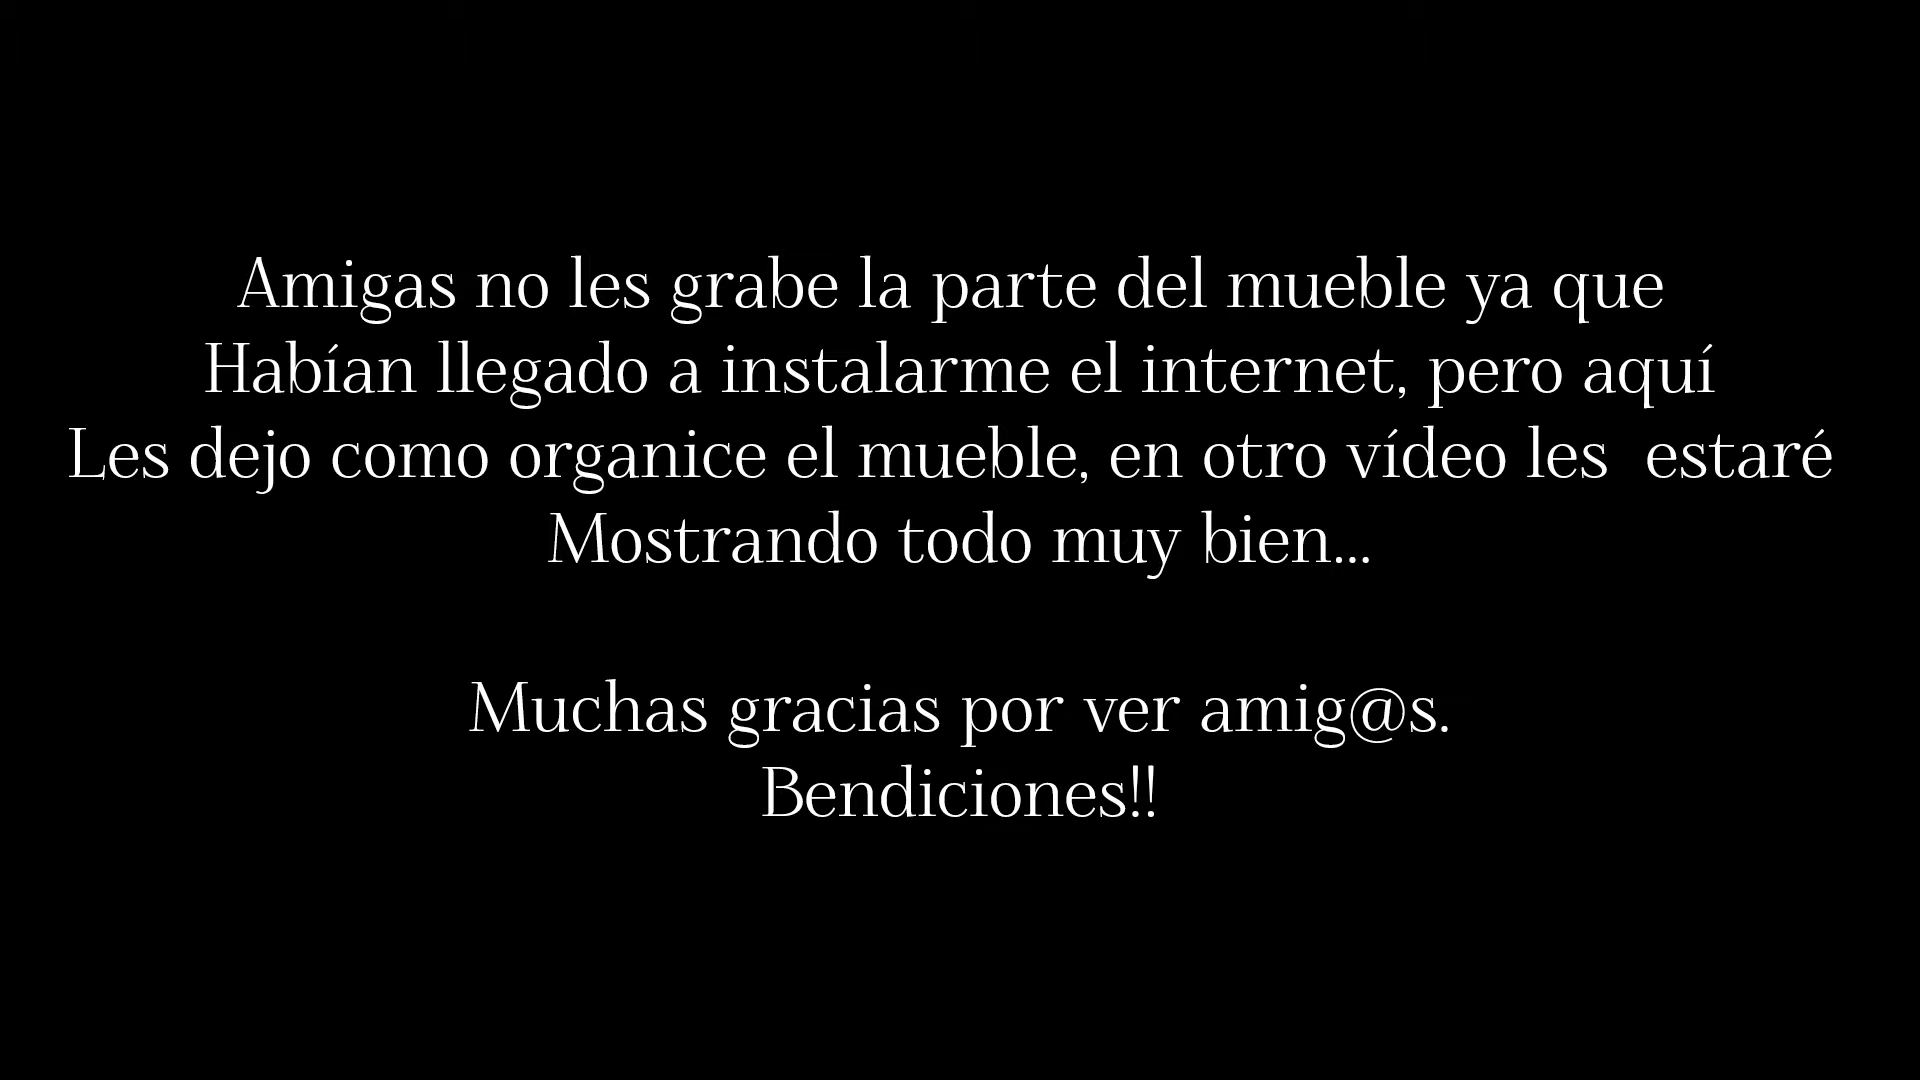 Amigas no les grabe la parte del mueble ya que
Habían llegado a instalarme el internet, pero aquí
Les dejo como organice el mueble, en otro vídeo les  estaré
Mostrando todo muy bien...
Muchas gracias por ver amig@s.
Bendiciones!!